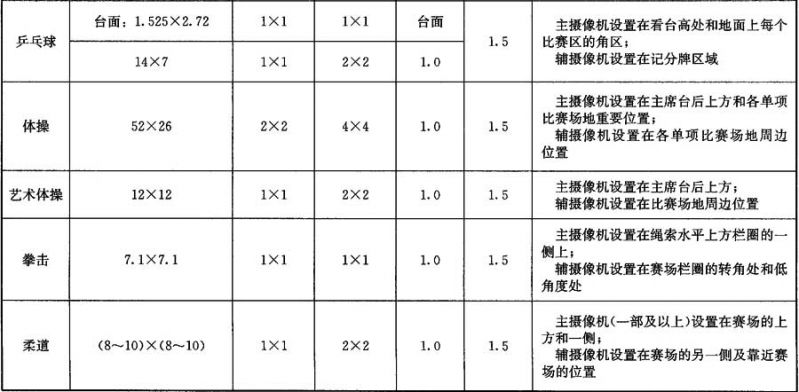 乒乓球 台面：1.525×2.72 1×1 1×1 台面 1.5 主摄像机设置在看台高处和地面上每个
比赛区的角区；
14×7 1×1 2×2 1.0 辅摄像机设置在记分牌区域
体操 52×26 2×2 4×4 1.0 1.5 主摄像机设置在主席台后上方和各单项
比赛场地重要位置；
辅摄像机设置在各单项比赛场地周边
位置
艺术体操 12×12 1×1 2×2 1.0 1.5 主摄像机设置在主席台后上方；
辅摄像机设置在比赛场地周边位置
拳击 7.1×7.1 1×1 1×1 1.0 1.5 主摄像机设置在绳索水平上方栏圈的一
侧上；
辅摄像机设置在赛场栏圈的转角处和低
角度处
柔道 (8～10)×(8～10) 1×1 2×2 1.0 1.5 主摄像机(一部及以上)设置在赛场的上
方和一侧；
辅摄像机设置在赛场的另一侧及靠近赛
场的位置